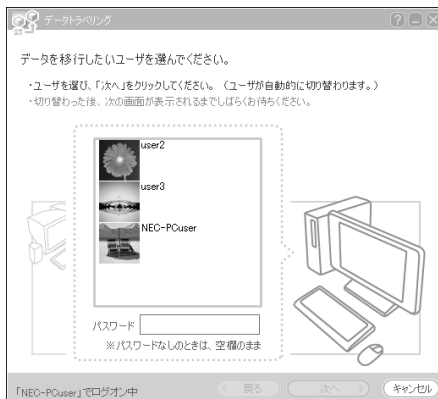 データトラベリング
データを移行したいユーザを選んでください。
・ユーザを選び、「次へ」をクリックしてください。（ユーザが自動的に切り替わります。）
・切り替わった後、次の画面が表示されるまでしばらくお待ちください。
user2
user3
NEC-PCuser
パスワード
※パスワードなしのときは、空欄のまま
「NEC-PCuser」でログオン中
戻る
次へ
キャンセル